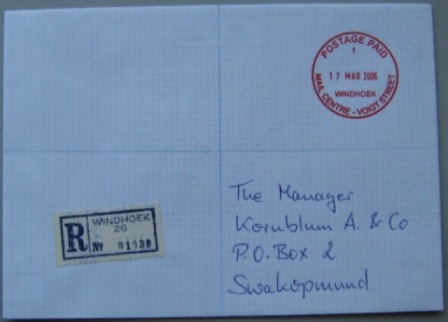 POSTAGE PAID
1
17 MAR 2006
WINDHOEK
MAIL CENTRE - VOIGT STREET
WINDHOEK
26
R
Nº 01939
The Manager
Kornblum A. & Co
P.O. Box 2
Swakopmund